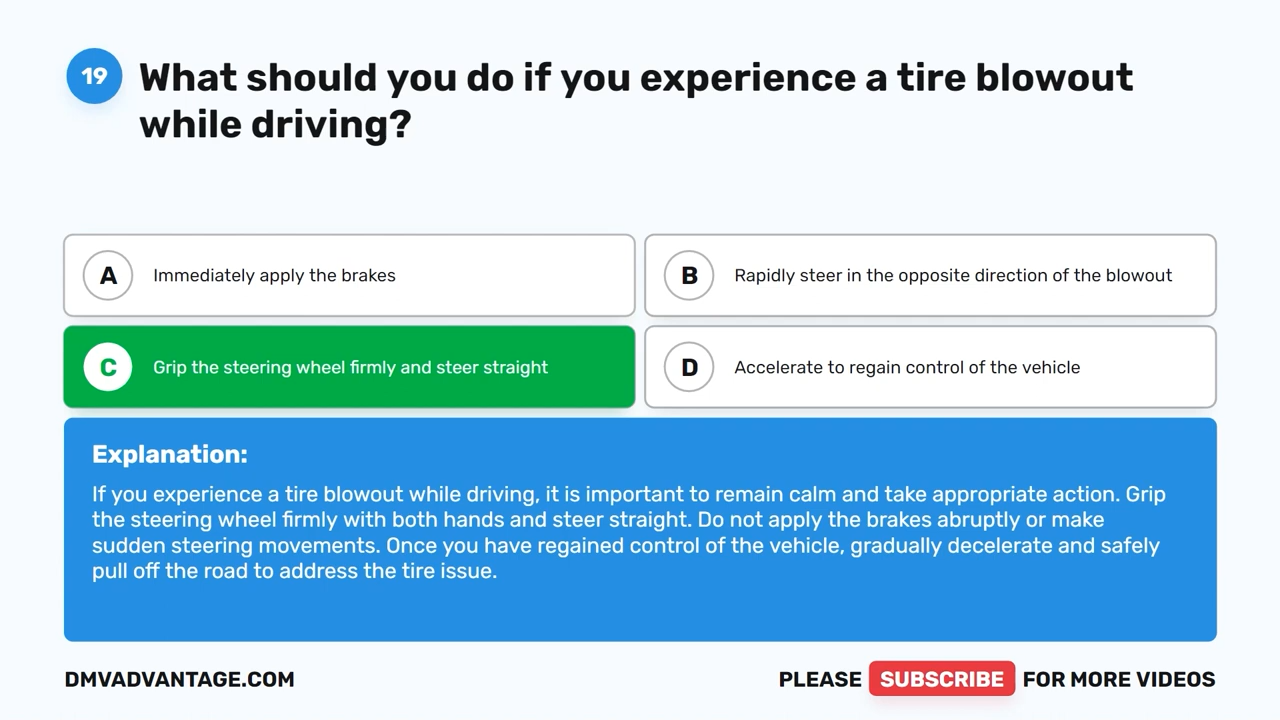 19
What should you do if you experience a tire blowout
while driving?
A Immediately apply the brakes
B Rapidly steer in the opposite direction of the blowout
C Grip the steering wheel firmly and steer straight
D Accelerate to regain control of the vehicle
Explanation:
If you experience a tire blowout while driving, it is important to remain calm and take appropriate action. Grip
the steering wheel firmly with both hands and steer straight. Do not apply the brakes abruptly or make
sudden steering movements. Once you have regained control of the vehicle, gradually decelerate and safely
pull off the road to address the tire issue.
DMVADVANTAGE.COM
PLEASE SUBSCRIBE FOR MORE VIDEOS